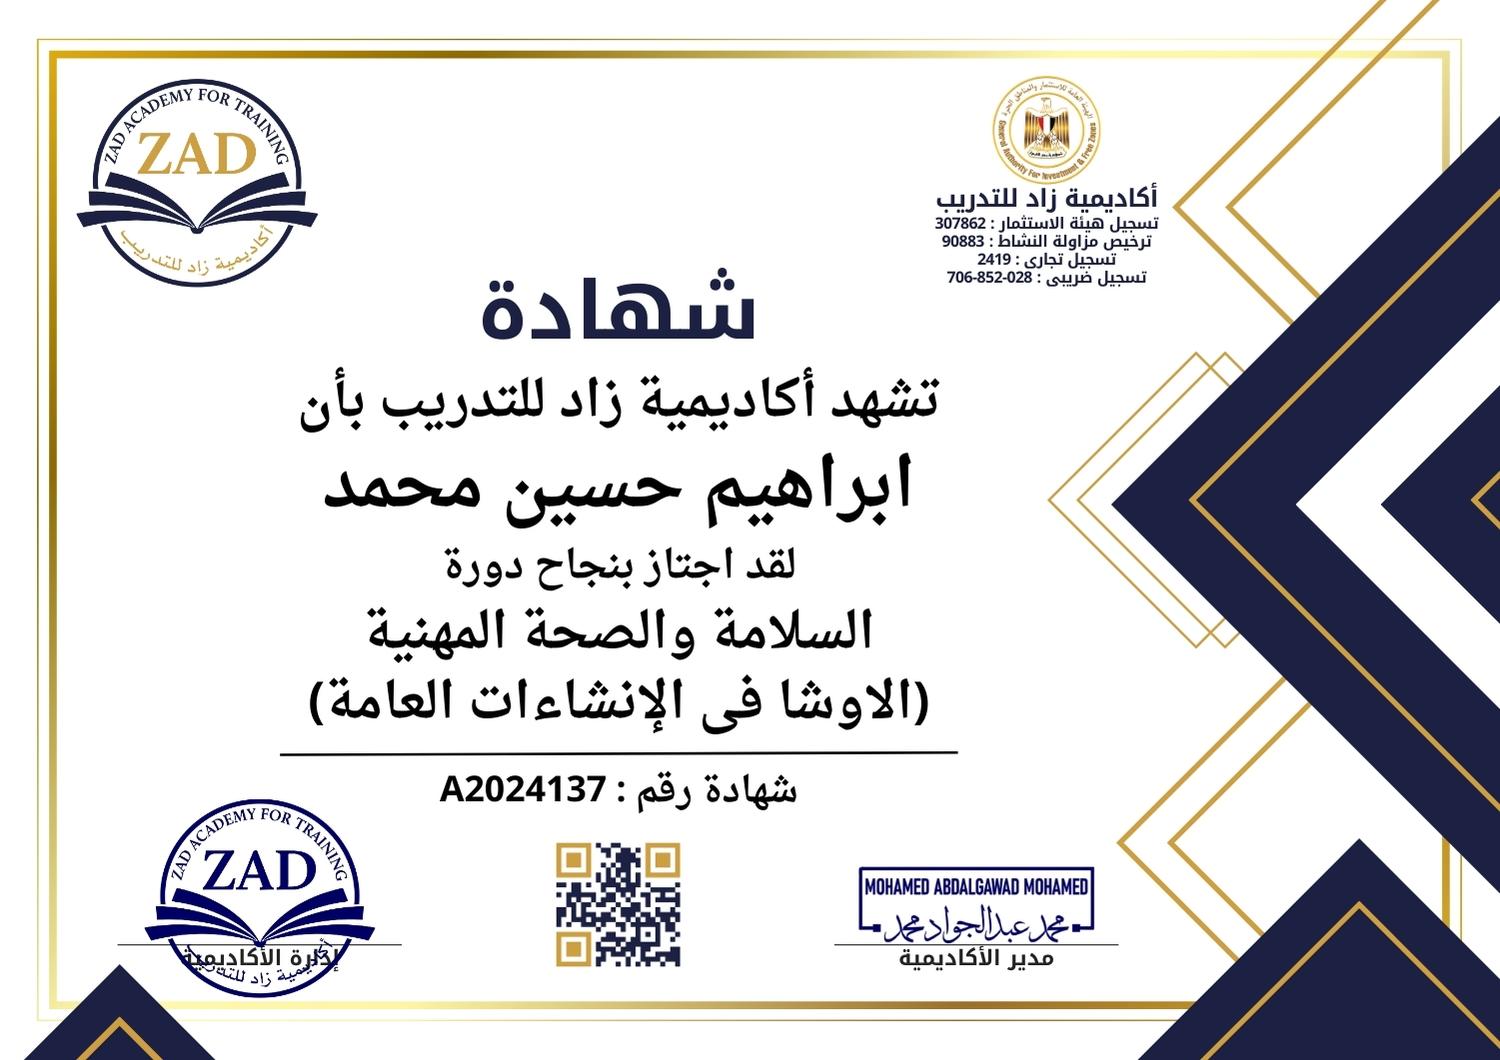 ZAD ACADEMY FOR TRAINING
ZAD
أكاديمية زاد للتدريب
الهيئة العامة للاستثمار والمناطق الحرة
General Authority For Investment & Free Zones
أكاديمية زاد للتدريب
تسجيل هيئة الاستثمار : 307862
ترخيص مزاولة النشاط : 90883
تسجيل تجارى : 2419
تسجيل ضريبى : 028-852-706
شهادة
تشهد أكاديمية زاد للتدريب بأن
ابراهيم حسين محمد
لقد اجتاز بنجاح دورة
السلامة والصحة المهنية
(الاوشا فى الإنشاءات العامة)
شهادة رقم : A2024137
MOHAMED ABDALGAWAD MOHAMED
محمد عبدالجواد محمد
مدير الأكاديمية
ZAD ACADEMY FOR TRAINING
ZAD
أكاديمية زاد للتدريب
إدارة الأكاديمية